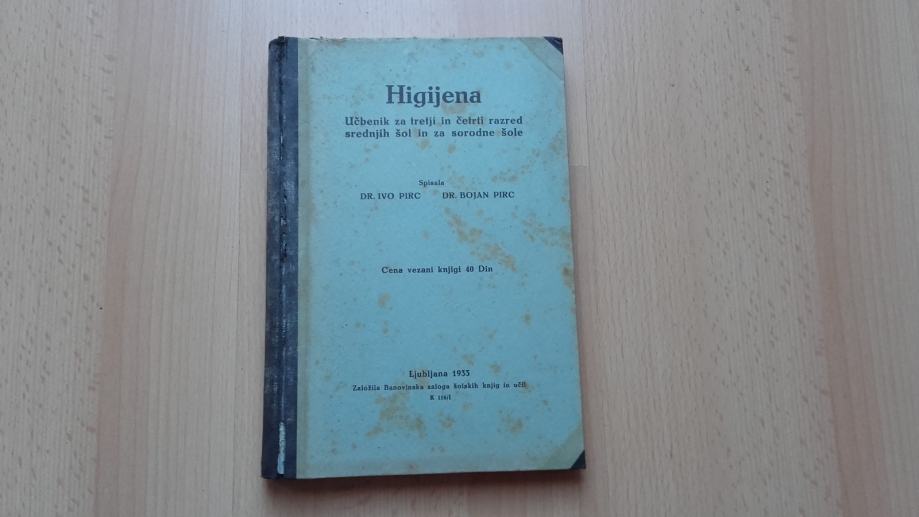 Higijena
Učbenik za tretji in četrti razred
srednjih šol in za sorodne šole
Spisala
DR. IVO PIRC DR. BOJAN PIRC
Cena vezani knjigi 40 Din
Ljubljana 1933
Založila Banovinska zaloga šolskih knjig in učil
K 116/I